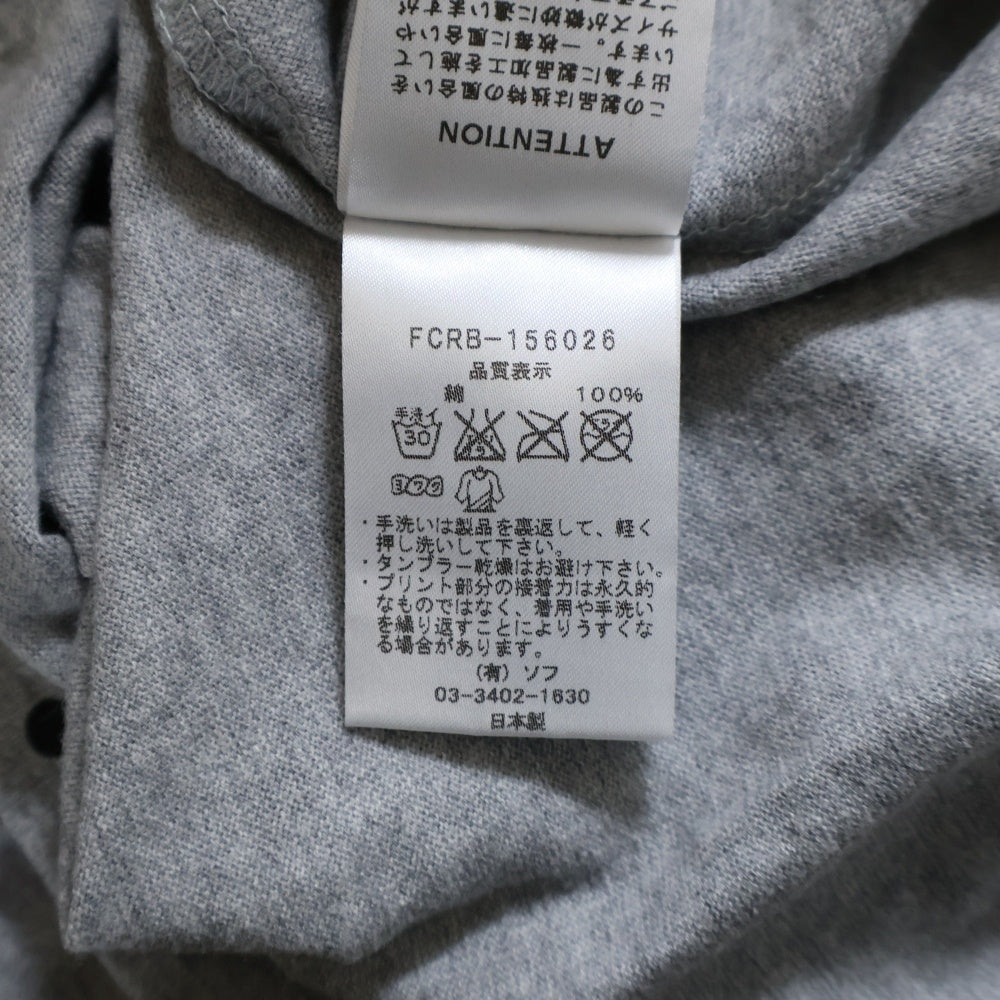 ATTENTION
この製品は独特の風合いを
出す為に製品加工を施して
います。一枚毎に風合いや
サイズが微妙に違いますが
FCRB-156026
品質表示
綿 100%
手洗イ
30
・手洗いは製品を裏返して、軽く
押し洗いして下さい。
・タンブラー乾燥はお避け下さい。
・プリント部分の接着力は永久的
なものではなく、着用や手洗い
を繰り返すことによりうすくな
る場合があります。
(有) ソフ
03-3402-1630
日本製